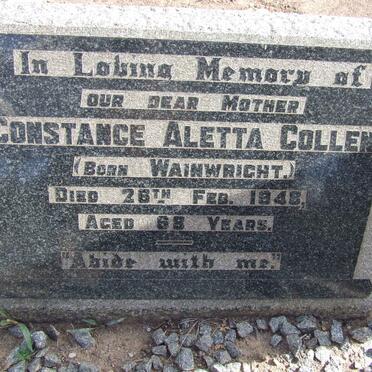 In Loving Memory of
OUR DEAR MOTHER
CONSTANCE ALETTA COLLEN
(BORN WAINWRIGHT.)
DIED 26TH FEB. 1948,
AGED 68 YEARS.
"Abide with me."